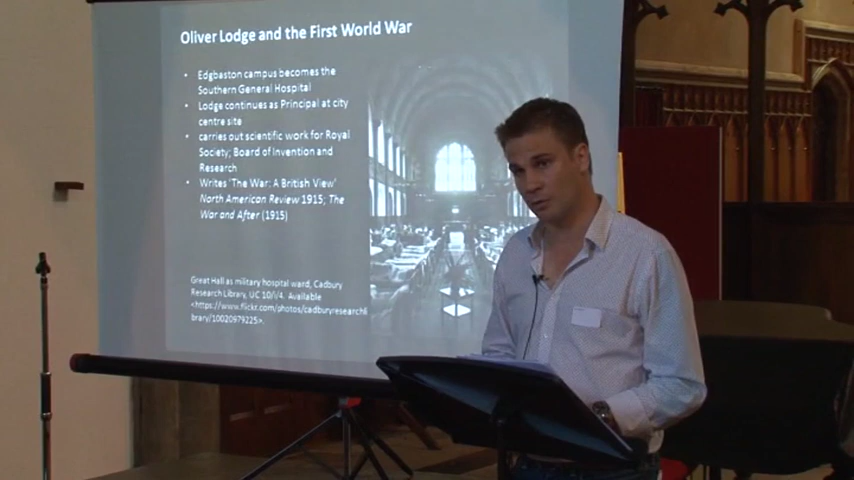 Oliver Lodge and the First World War
• Edgbaston campus becomes the
Southern General Hospital
• Lodge continues as Principal at city
centre site
• carries out scientific work for Royal
Society; Board of Invention and
Research
• Writes 'The War: A British View'
North American Review 1915; The
War and After (1915)
Great Hall as military hospital ward, Cadbury
Research Library, UC 10/i/4. Available
<https://www.flickr.com/photos/cadburyresearchl
ibrary/10020979225>.